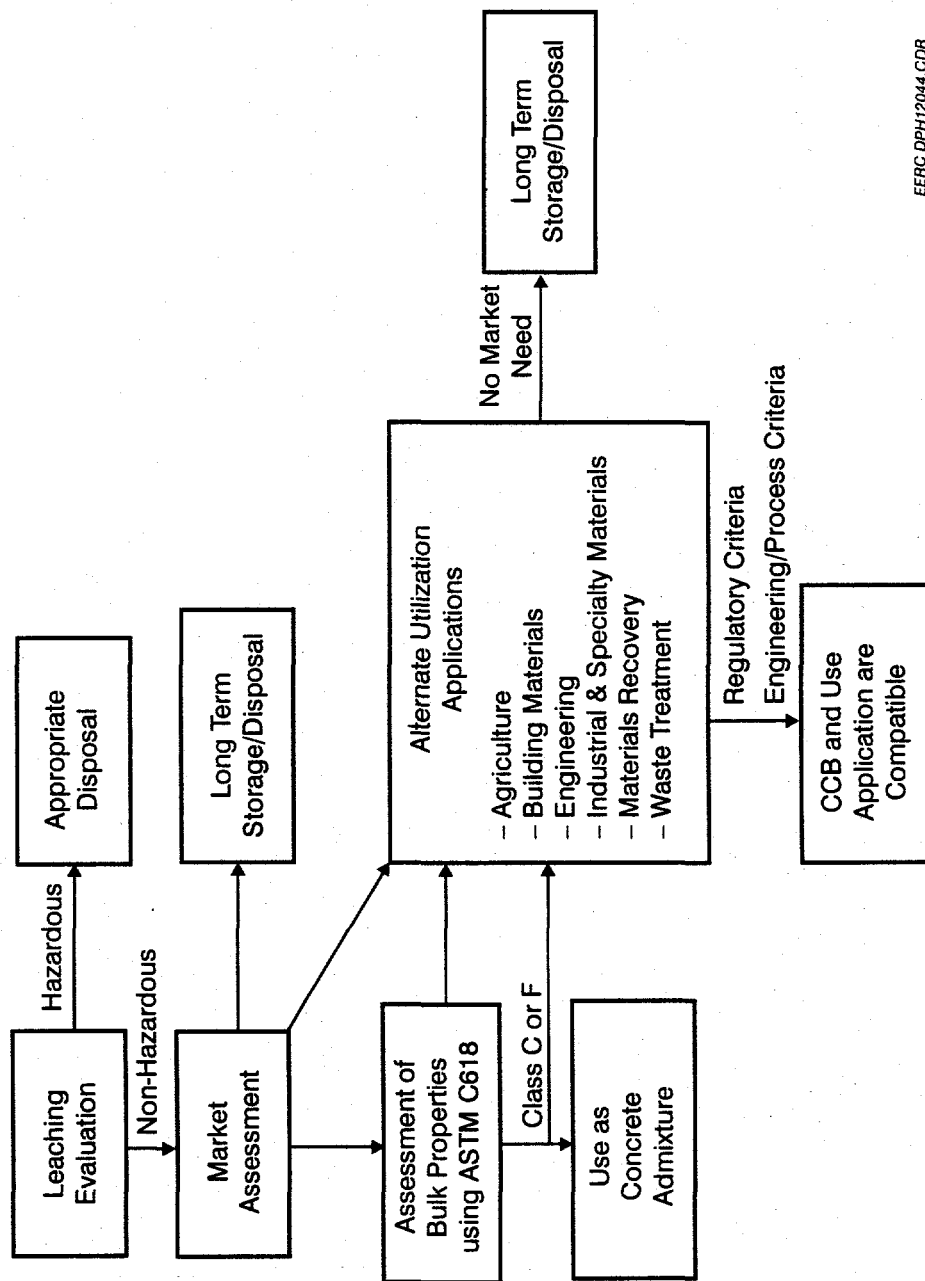 Leaching
Evaluation
Hazardous
Appropriate
Disposal
Non-Hazardous
Market
Assessment
Long Term
Storage/Disposal
Assessment of
Bulk Properties
using ASTM C618
Class C or F
Use as
Concrete
Admixture
Alternate Utilization
Applications
– Agriculture
– Building Materials
– Engineering
– Industrial & Specialty Materials
– Materials Recovery
– Waste Treatment
No Market
Need
Long Term
Storage/Disposal
Regulatory Criteria
Engineering/Process Criteria
CCB and Use
Application are
Compatible
EERC DPH12044.CDR